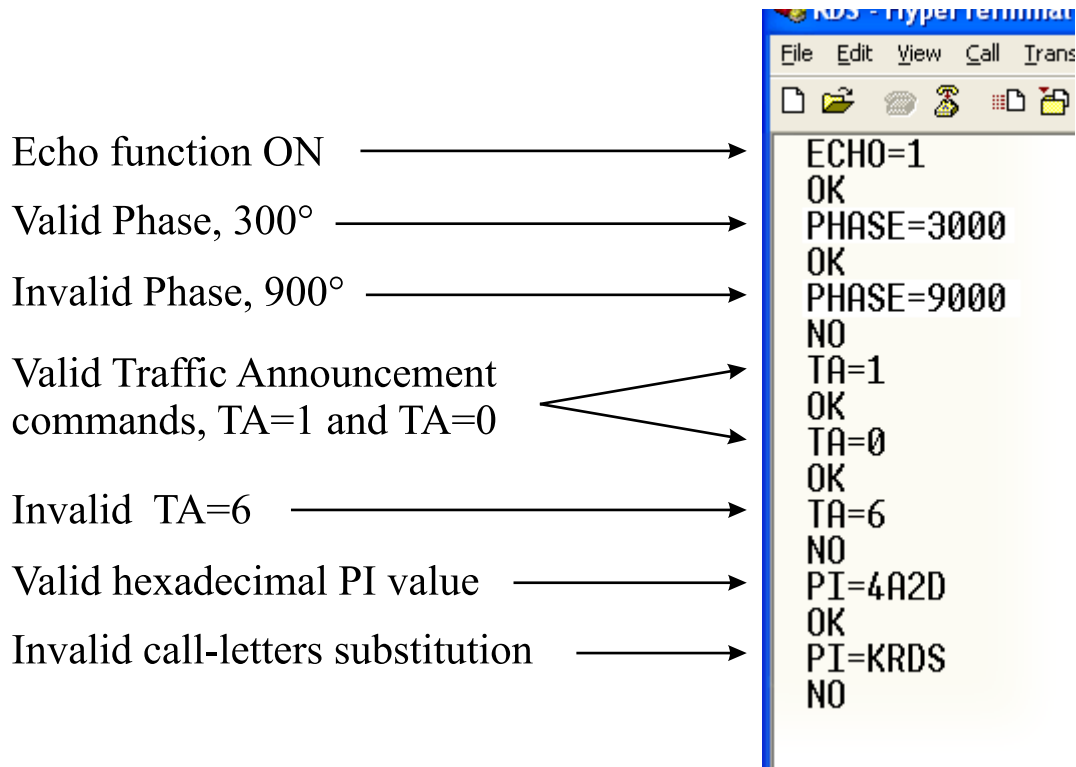 RDS - HyperTerminal
File Edit View Call Trans
Echo function ON
ECHO=1
OK
Valid Phase, 300°
PHASE=3000
OK
Invalid Phase, 900°
PHASE=9000
NO
Valid Traffic Announcement
commands, TA=1 and TA=0
TA=1
OK
TA=0
OK
Invalid TA=6
TA=6
NO
Valid hexadecimal PI value
PI=4A2D
OK
Invalid call-letters substitution
PI=KRDS
NO